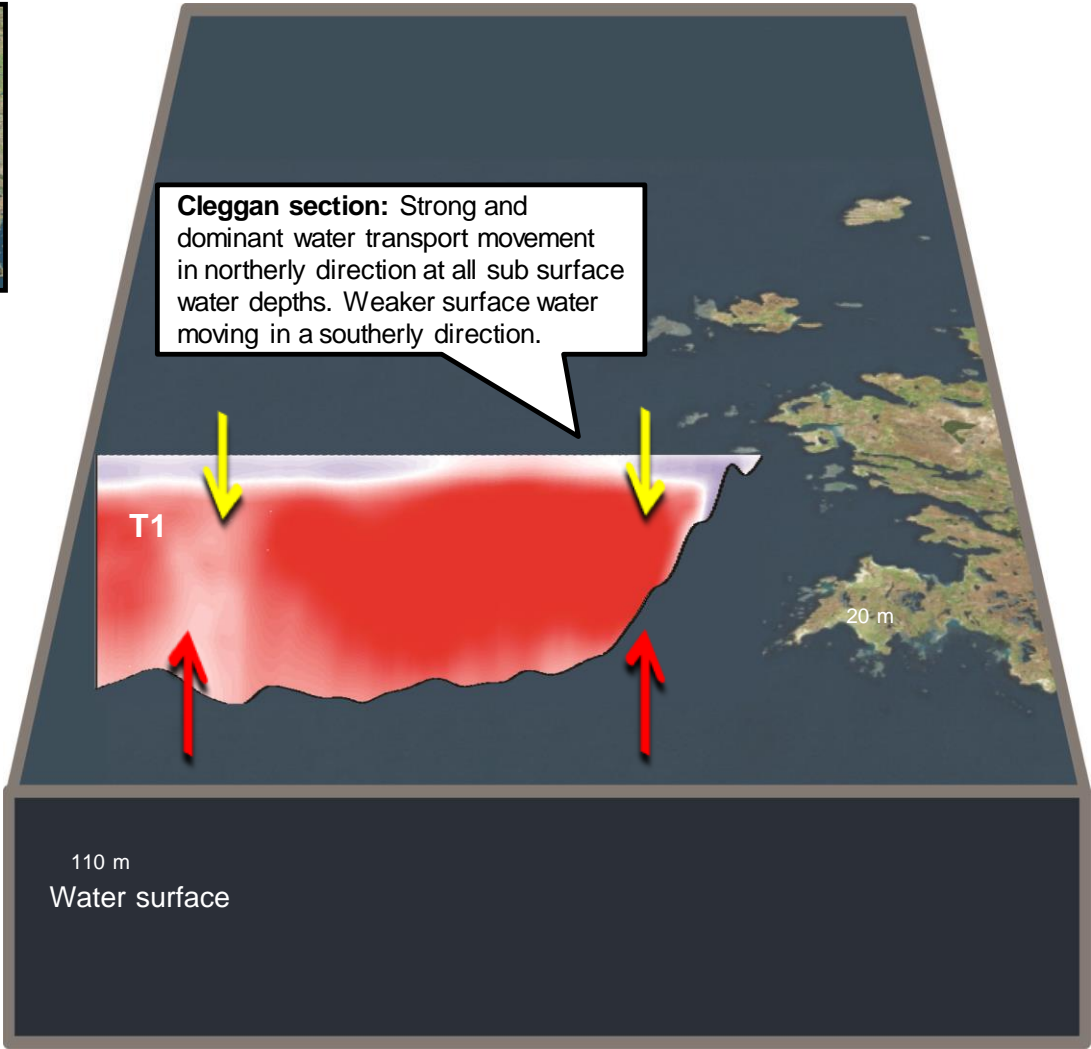 Cleggan section: Strong and
dominant water transport movement
in northerly direction at all sub surface
water depths. Weaker surface water
moving in a southerly direction.
T1
20 m
110 m
Water surface